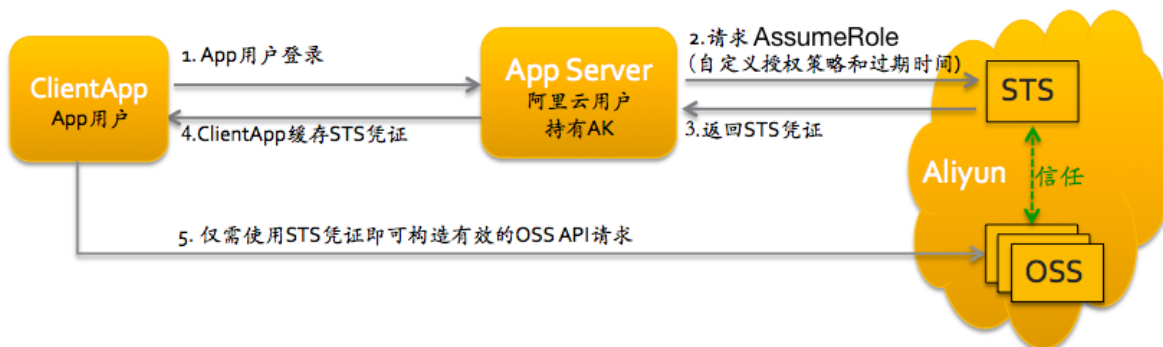 ClientApp
App用户
1. App用户登录
4.ClientApp缓存STS凭证
App Server
阿里云用户
持有AK
2.请求 AssumeRole
(自定义授权策略和过期时间)
3.返回STS凭证
STS
Aliyun
信任
OSS
5. 仅需使用STS凭证即可构造有效的OSS API请求